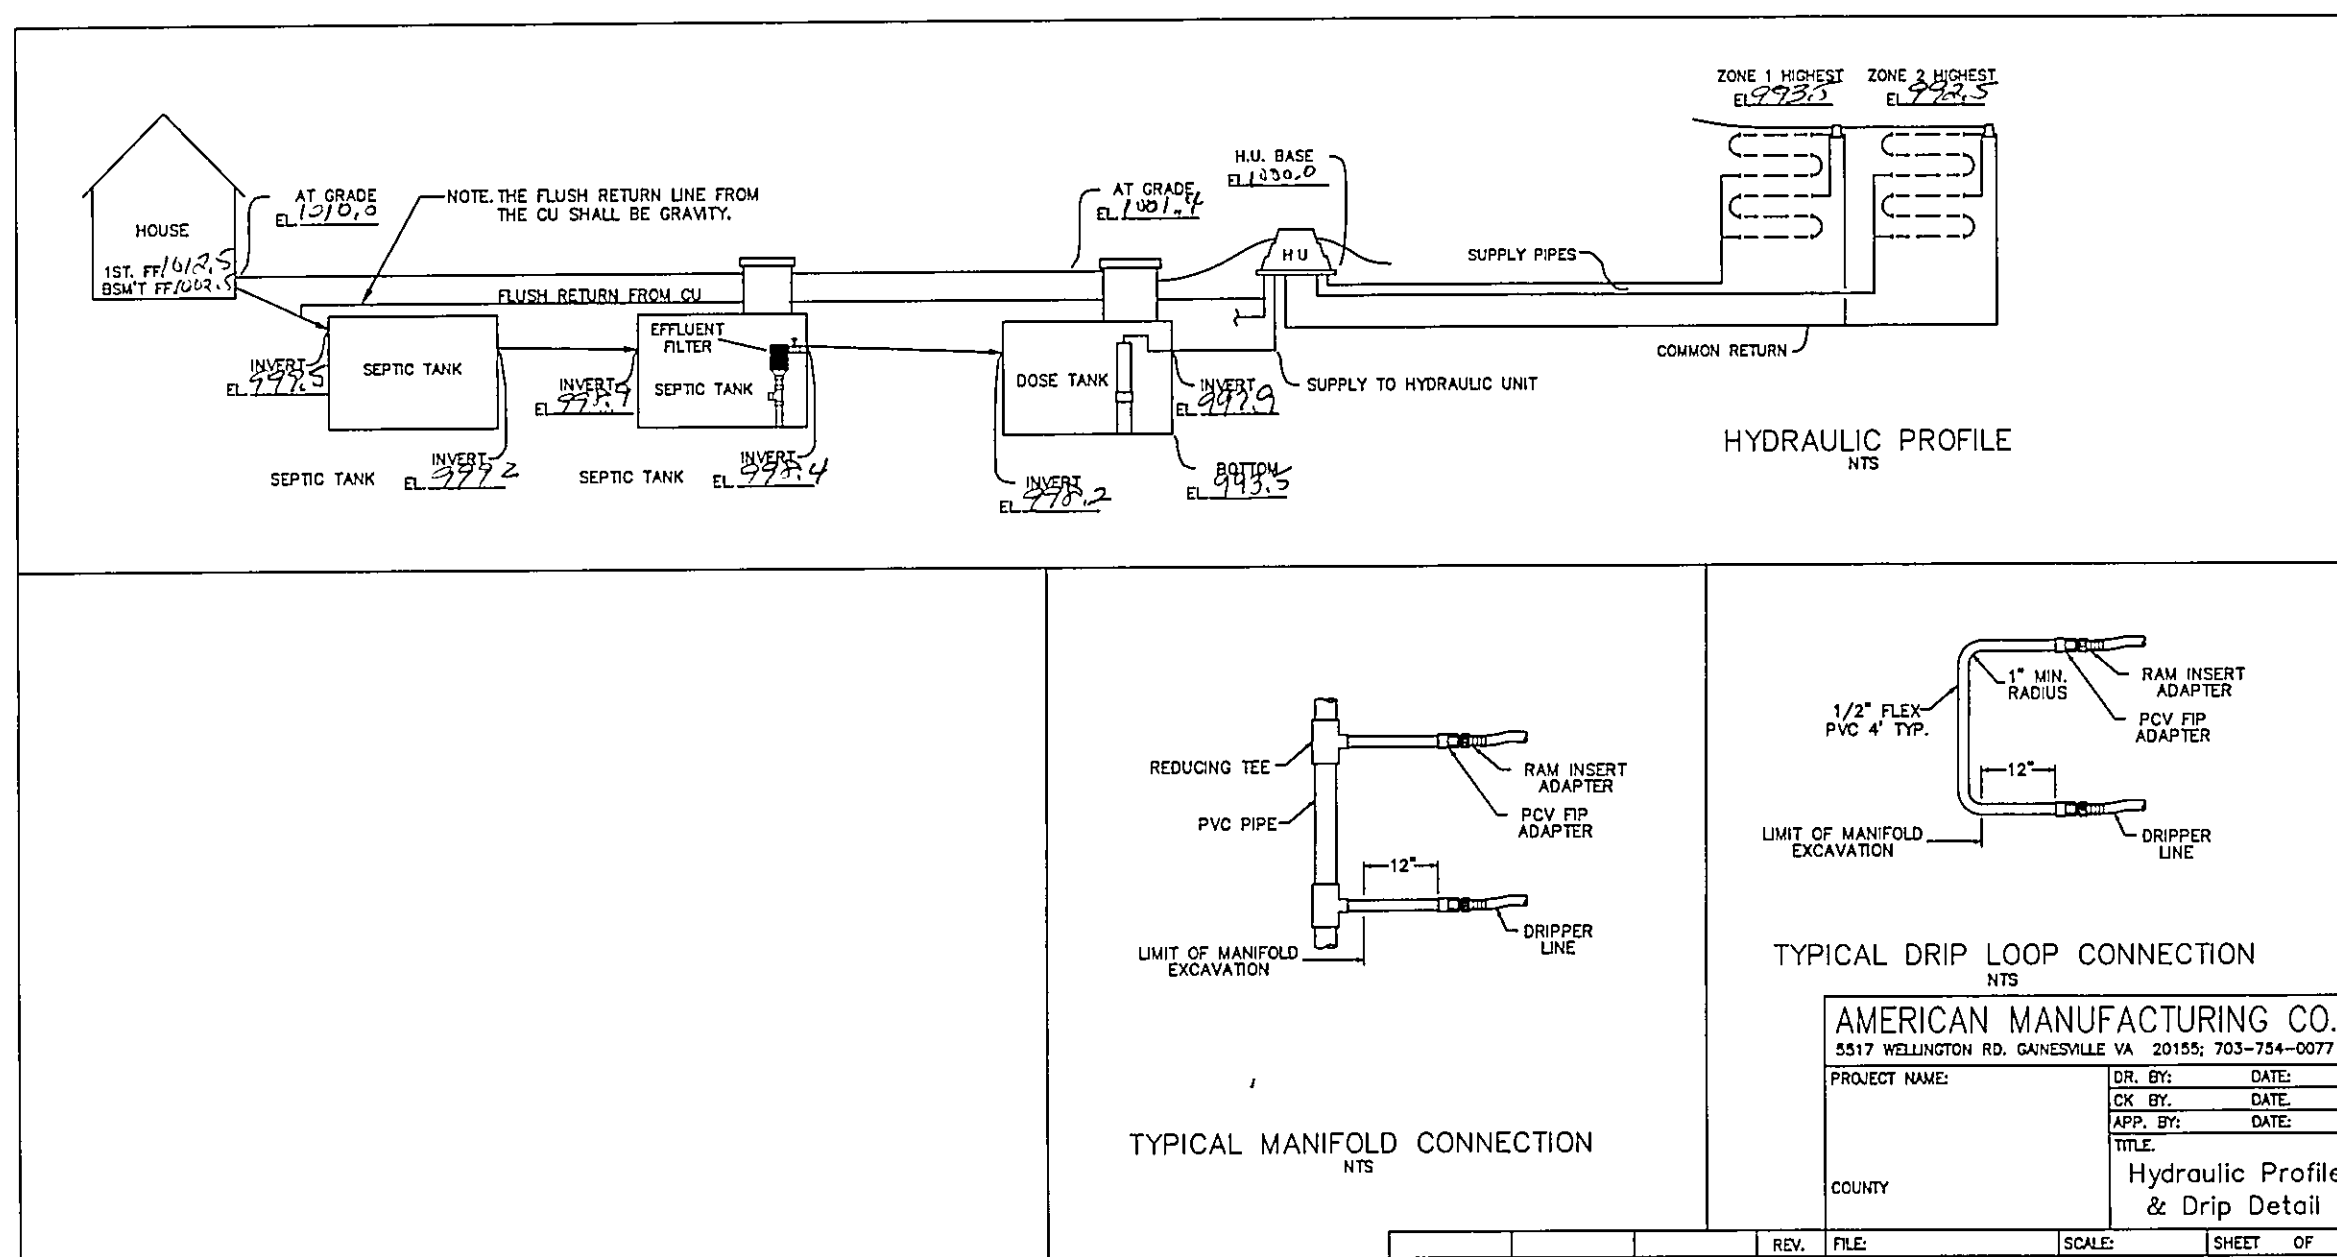 ZONE 1 HIGHEST
EL 993.5
ZONE 2 HIGHEST
EL 992.5
H.U. BASE
EL 1000.0
AT GRADE
EL 1010.0
NOTE. THE FLUSH RETURN LINE FROM
THE CU SHALL BE GRAVITY.
AT GRADE
EL 1001.4
HOUSE
1ST. FF 1012.5
BSM'T FF 1002.5
HU
SUPPLY PIPES
FLUSH RETURN FROM CU
EFFLUENT
FILTER
INVERT
EL 999.5
SEPTIC TANK
INVERT
EL 998.9
SEPTIC TANK
DOSE TANK
INVERT
EL 997.9
SUPPLY TO HYDRAULIC UNIT
COMMON RETURN
HYDRAULIC PROFILE
NTS
SEPTIC TANK
INVERT
EL 999.2
SEPTIC TANK
INVERT
EL 998.4
INVERT
EL 998.2
BOTTOM
EL 993.5
REDUCING TEE
PVC PIPE
RAM INSERT
ADAPTER
PCV FIP
ADAPTER
12"
LIMIT OF MANIFOLD
EXCAVATION
DRIPPER
LINE
TYPICAL MANIFOLD CONNECTION
NTS
1" MIN.
RADIUS
RAM INSERT
ADAPTER
1/2" FLEX
PVC 4' TYP.
PCV FIP
ADAPTER
12"
LIMIT OF MANIFOLD
EXCAVATION
DRIPPER
LINE
TYPICAL DRIP LOOP CONNECTION
NTS
AMERICAN MANUFACTURING CO.
5517 WELLINGTON RD. GAINESVILLE VA 20155; 703-754-0077
PROJECT NAME:
DR. BY: DATE:
CK BY. DATE.
APP. BY: DATE:
TITLE.
Hydraulic Profile
& Drip Detail
COUNTY
REV. FILE: SCALE: SHEET OF